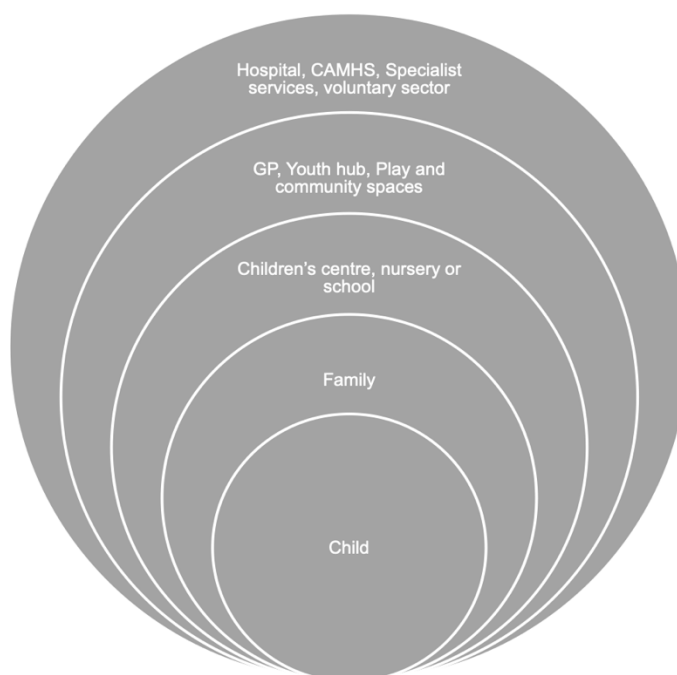 Hospital, CAMHS, Specialist
services, voluntary sector
GP, Youth hub, Play and
community spaces
Children's centre, nursery or
school
Family
Child